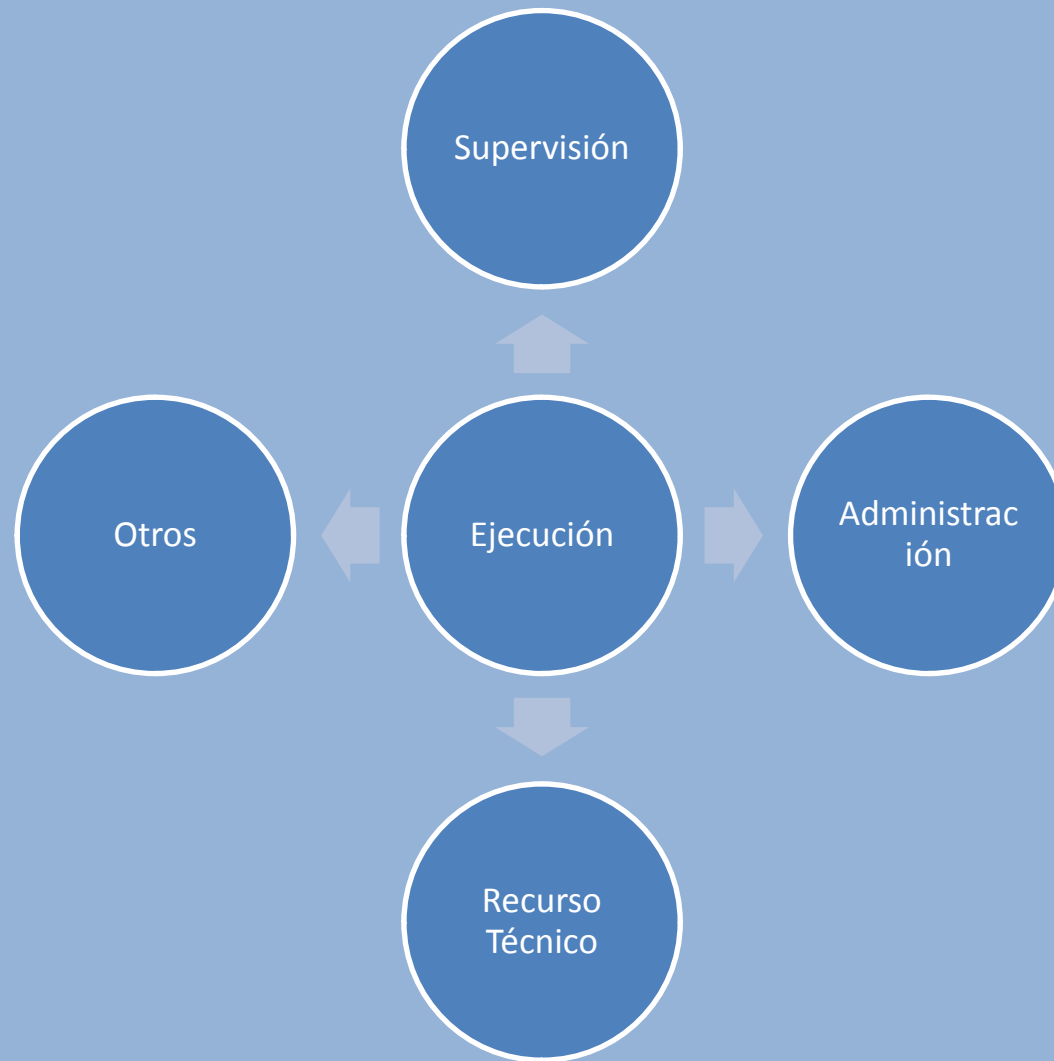 Supervisión
Otros
Ejecución
Administrac
ión
Recurso
Técnico